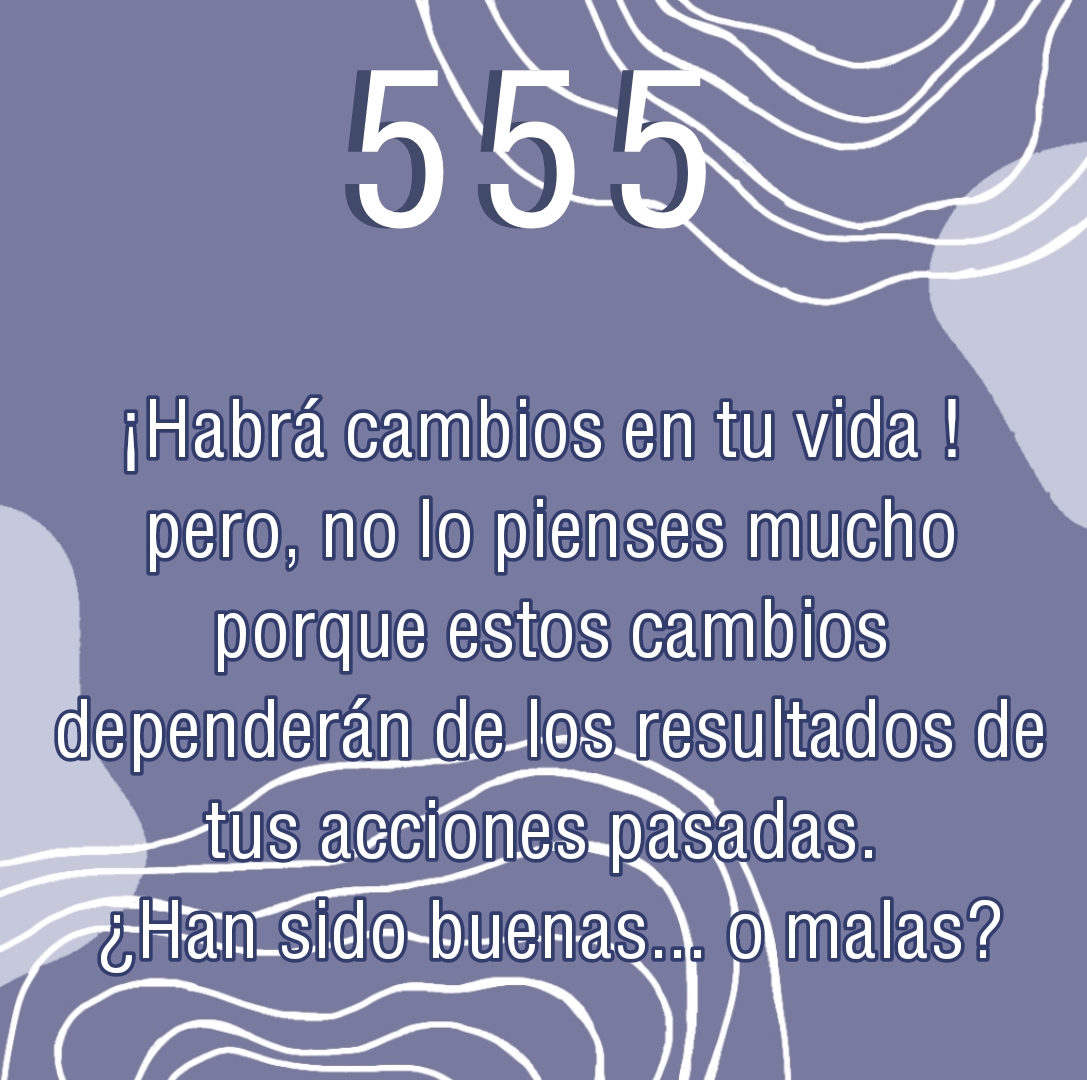 555
¡Habrá cambios en tu vida !
pero, no lo pienses mucho
porque estos cambios
dependerán de los resultados de
tus acciones pasadas.
¿Han sido buenas... o malas?